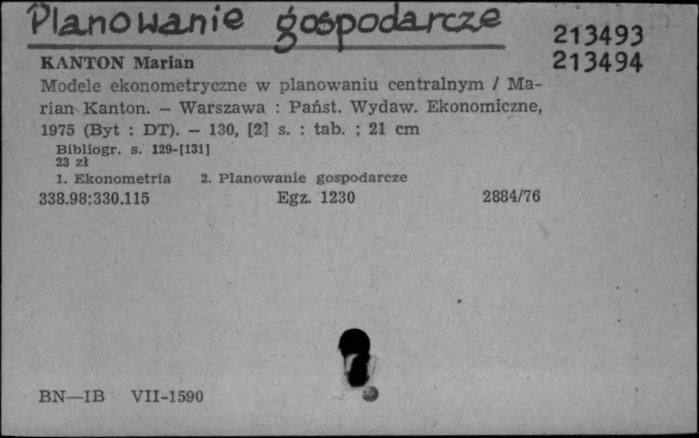 Planowanie gospodarcze
213493
213494
KANTON Marian
Modele ekonometryczne w planowaniu centralnym / Ma-
rian Kanton. — Warszawa : Państ. Wydaw. Ekonomiczne,
1975 (Byt : DT). — 130, [2] s. : tab. ; 21 cm
Bibliogr. s. 129-[131]
23 zł
1. Ekonometria 2. Planowanie gospodarcze
338.98:330.115 Egz. 1230 2884/76
BN—IB VII-1590